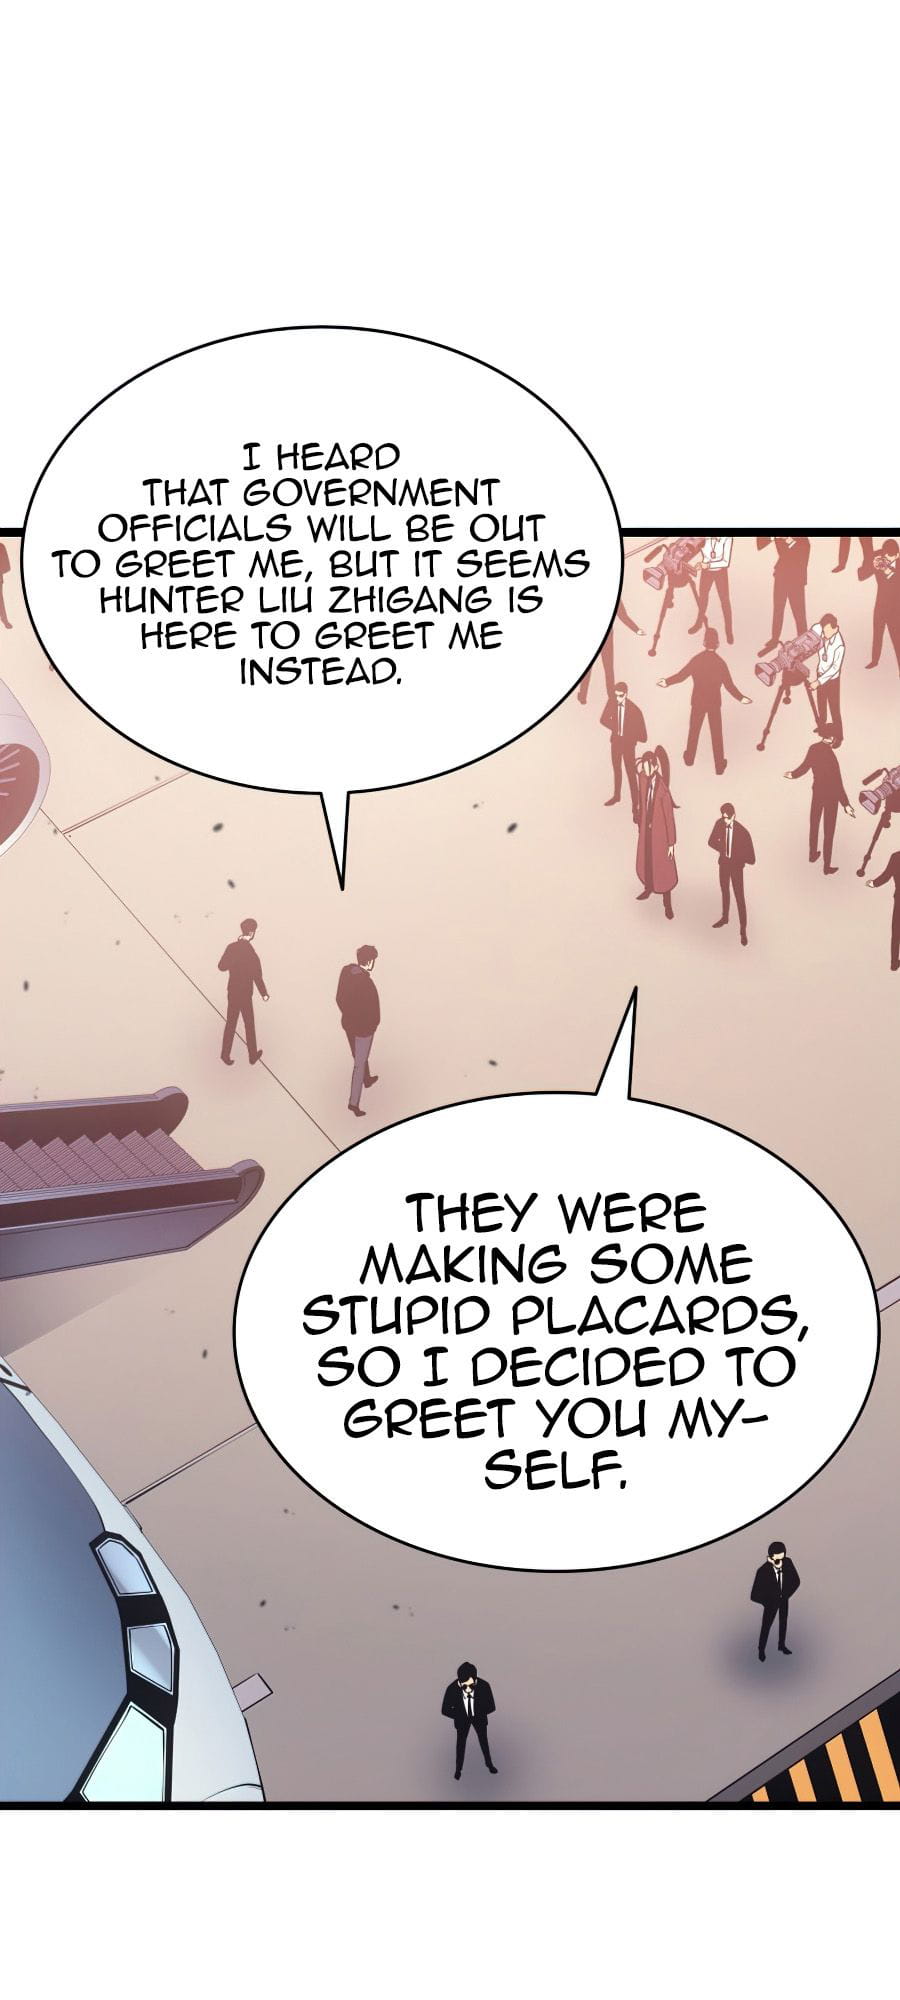 I HEARD
THAT GOVERNMENT
OFFICIALS WILL BE OUT
TO GREET ME, BUT IT SEEMS
HUNTER LIU ZHIGANG IS
HERE TO GREET ME
INSTEAD.
THEY WERE
MAKING SOME
STUPID PLACARDS,
SO I DECIDED TO
GREET YOU MY-
SELF.